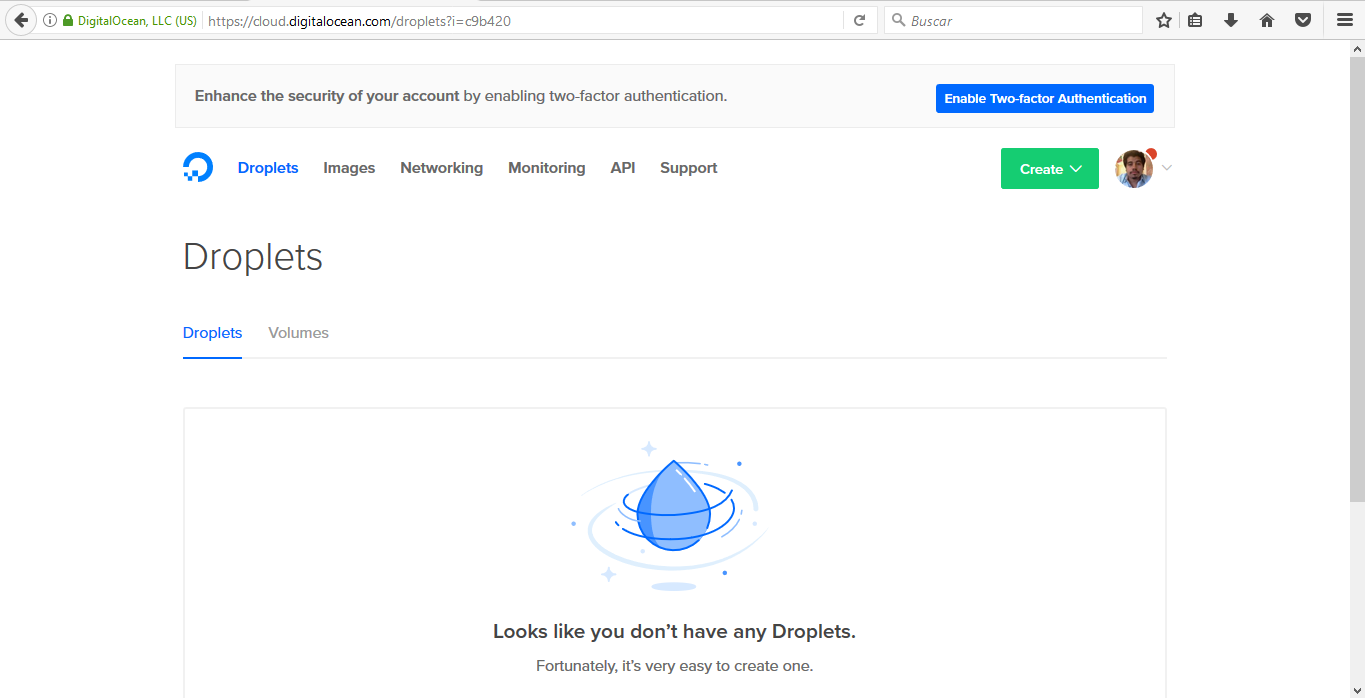 DigitalOcean, LLC (US) https://cloud.digitalocean.com/droplets?i=c9b420 Buscar
Enhance the security of your account by enabling two-factor authentication. Enable Two-factor Authentication
Droplets Images Networking Monitoring API Support Create
Droplets
Droplets Volumes
Looks like you don’t have any Droplets.
Fortunately, it’s very easy to create one.